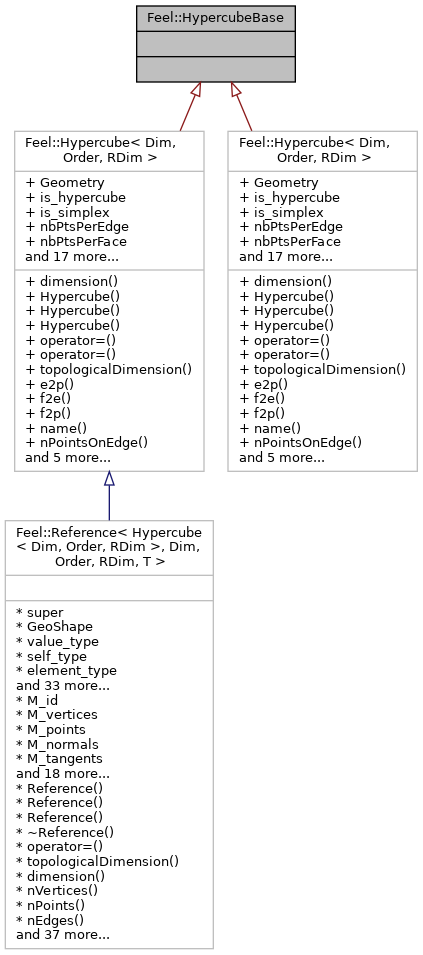 Feel::HypercubeBase
Feel::Hypercube< Dim,
Order, RDim >
+ Geometry
+ is_hypercube
+ is_simplex
+ nbPtsPerEdge
+ nbPtsPerFace
and 17 more...
+ dimension()
+ Hypercube()
+ Hypercube()
+ Hypercube()
+ operator=()
+ operator=()
+ topologicalDimension()
+ e2p()
+ f2e()
+ f2p()
+ name()
+ nPointsOnEdge()
and 5 more...
Feel::Hypercube< Dim,
Order, RDim >
+ Geometry
+ is_hypercube
+ is_simplex
+ nbPtsPerEdge
+ nbPtsPerFace
and 17 more...
+ dimension()
+ Hypercube()
+ Hypercube()
+ Hypercube()
+ operator=()
+ operator=()
+ topologicalDimension()
+ e2p()
+ f2e()
+ f2p()
+ name()
+ nPointsOnEdge()
and 5 more...
Feel::Reference< Hypercube
< Dim, Order, RDim >, Dim,
Order, RDim, T >
* super
* GeoShape
* value_type
* self_type
* element_type
and 33 more...
* M_id
* M_vertices
* M_points
* M_normals
* M_tangents
and 18 more...
* Reference()
* Reference()
* Reference()
* ~Reference()
* operator=()
* topologicalDimension()
* dimension()
* nVertices()
* nPoints()
* nEdges()
and 37 more...